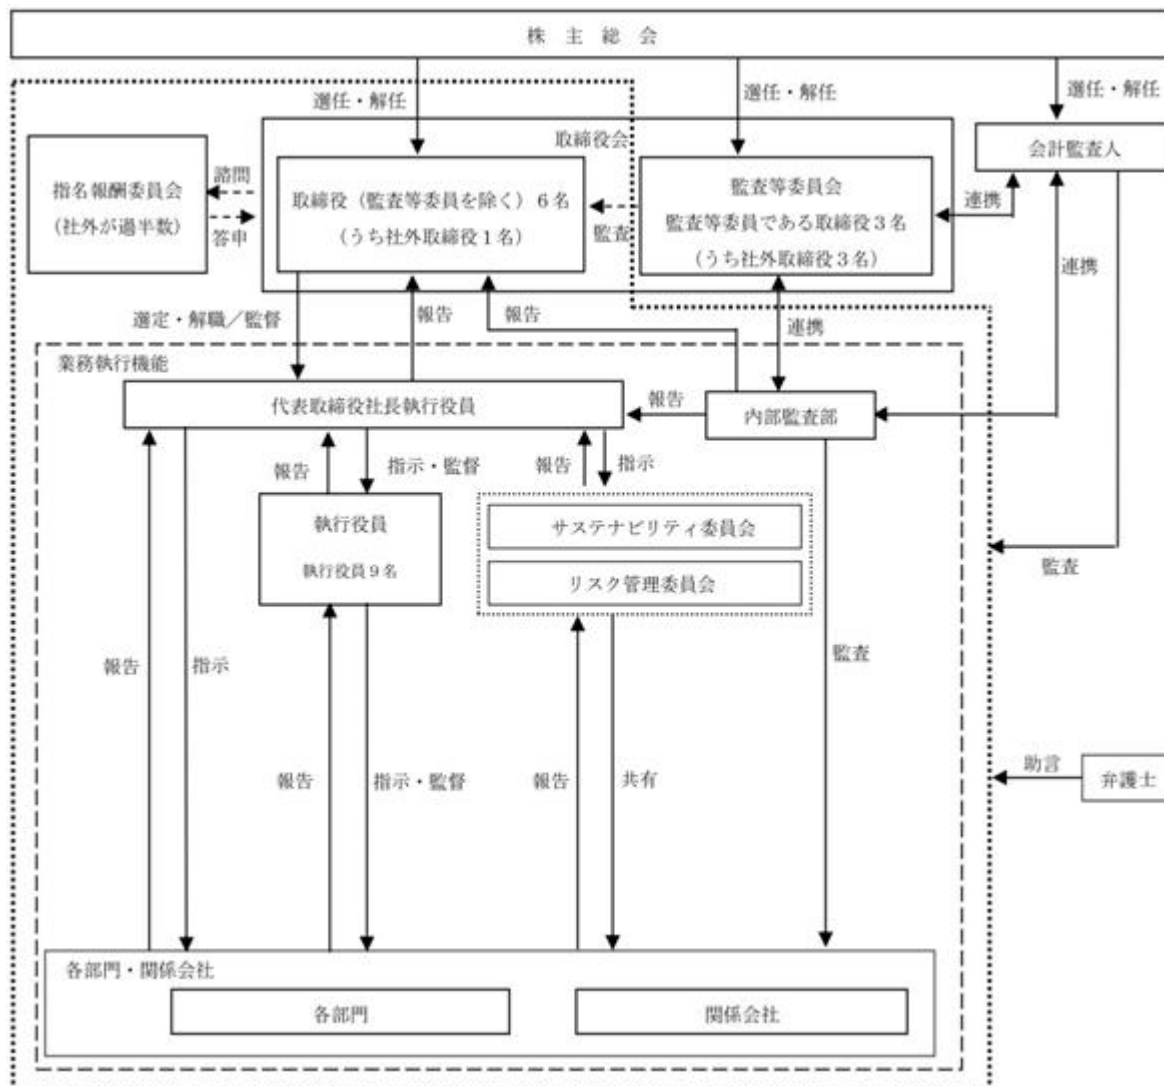 株主総会
選任・解任
選任・解任
選任・解任
取締役会
会計監査人
指名報酬委員会
(社外が過半数)
諮問
答申
取締役（監査等委員を除く）６名
（うち社外取締役１名）
監査
監査等委員会
監査等委員である取締役３名
（うち社外取締役３名）
連携
連携
選定・解職／監督
報告
報告
連携
業務執行機能
代表取締役社長執行役員
報告
内部監査部
報告
指示・監督
報告
指示
執行役員
執行役員９名
サステナビリティ委員会
リスク管理委員会
監査
報告
指示
監査
報告
指示・監督
報告
共有
助言
弁護士
各部門・関係会社
各部門
関係会社